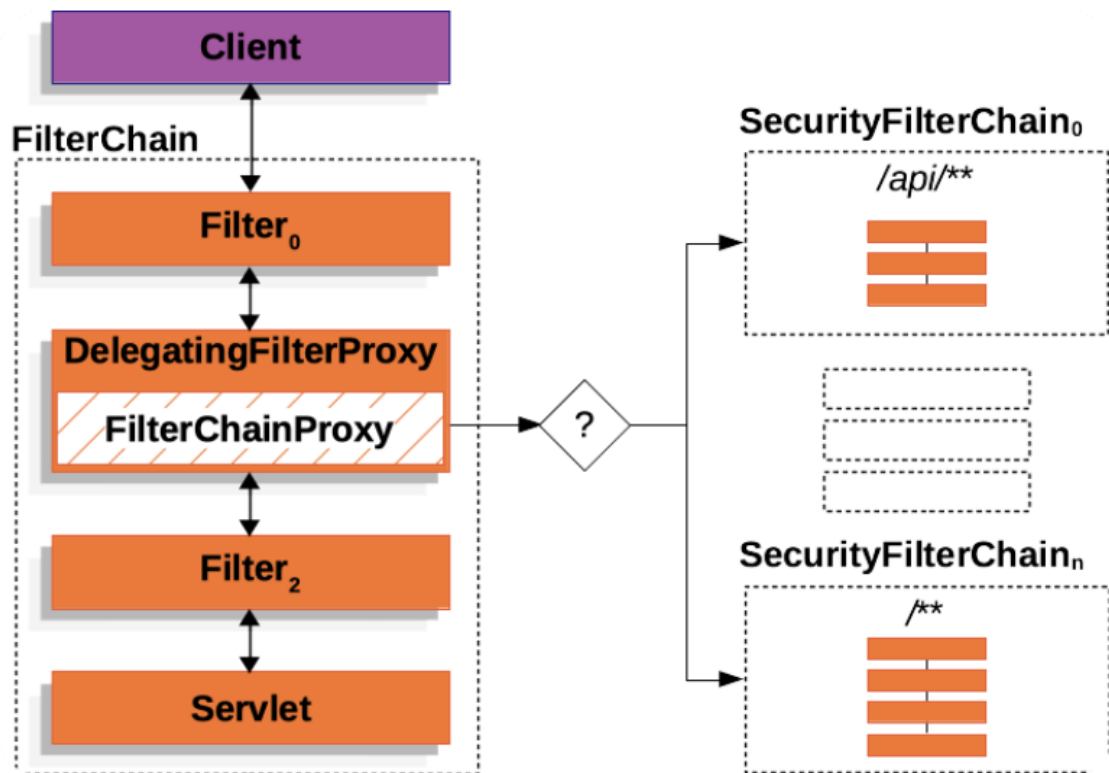 Client
FilterChain
Filter0
DelegatingFilterProxy
FilterChainProxy
Filter2
Servlet
?
SecurityFilterChain0
/api/**
SecurityFilterChainn
/**